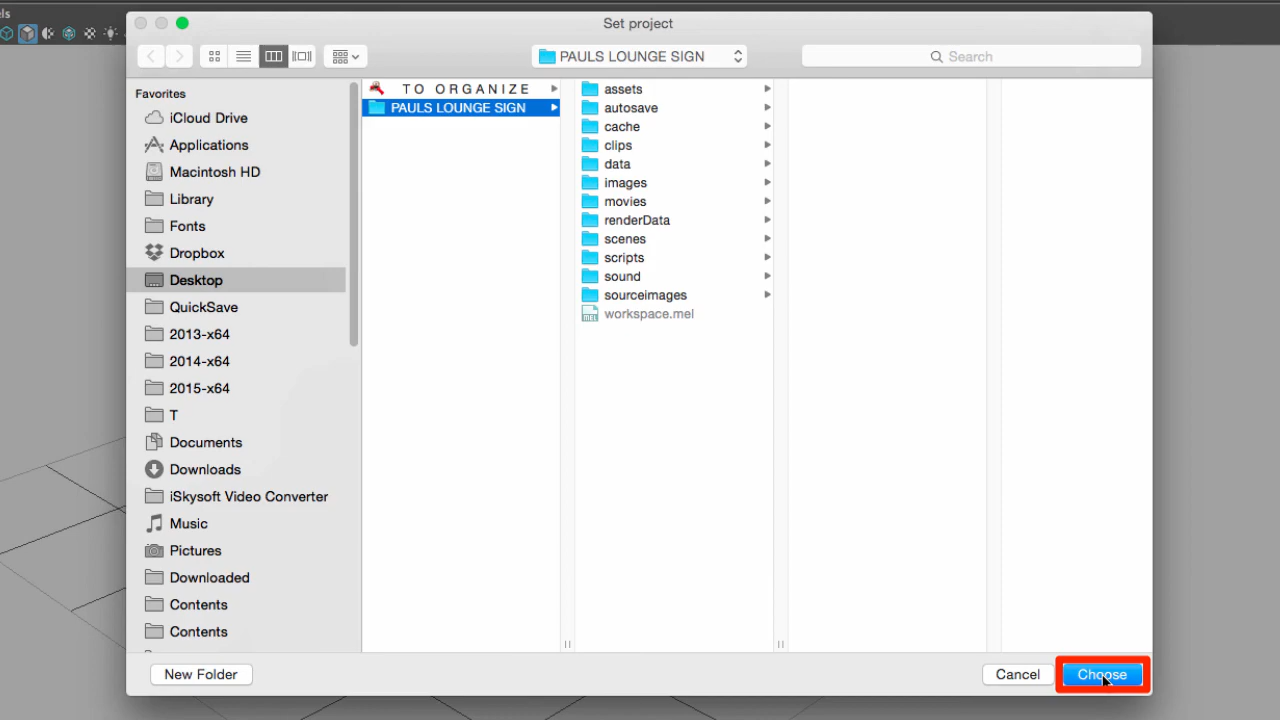 els
Set project
PAULS LOUNGE SIGN
Search
Favorites
iCloud Drive
Applications
Macintosh HD
Library
Fonts
Dropbox
Desktop
QuickSave
2013-x64
2014-x64
2015-x64
T
Documents
Downloads
iSkysoft Video Converter
Music
Pictures
Downloaded
Contents
Contents
TO ORGANIZE
PAULS LOUNGE SIGN
assets
autosave
cache
clips
data
images
movies
renderData
scenes
scripts
sound
sourceimages
workspace.mel
New Folder
Cancel
Choose